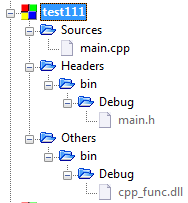 test111
Sources
main.cpp
Headers
bin
Debug
main.h
Others
bin
Debug
cpp_func.dll